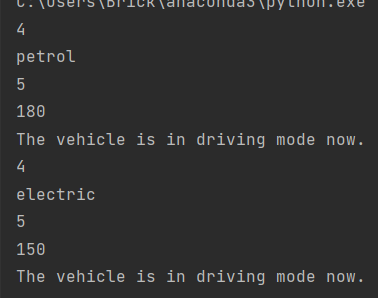 C:\Users\Brick\anaconda3\python.exe
4
petrol
5
180
The vehicle is in driving mode now.
4
electric
5
150
The vehicle is in driving mode now.